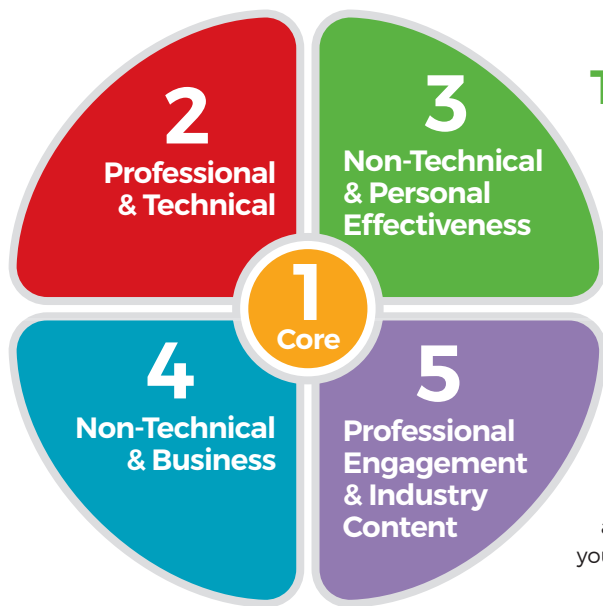 2
Professional
& Technical
3
Non-Technical
& Personal
Effectiveness
1
Core
4
Non-Technical
& Business
5
Professional
Engagement
& Industry
Content
you